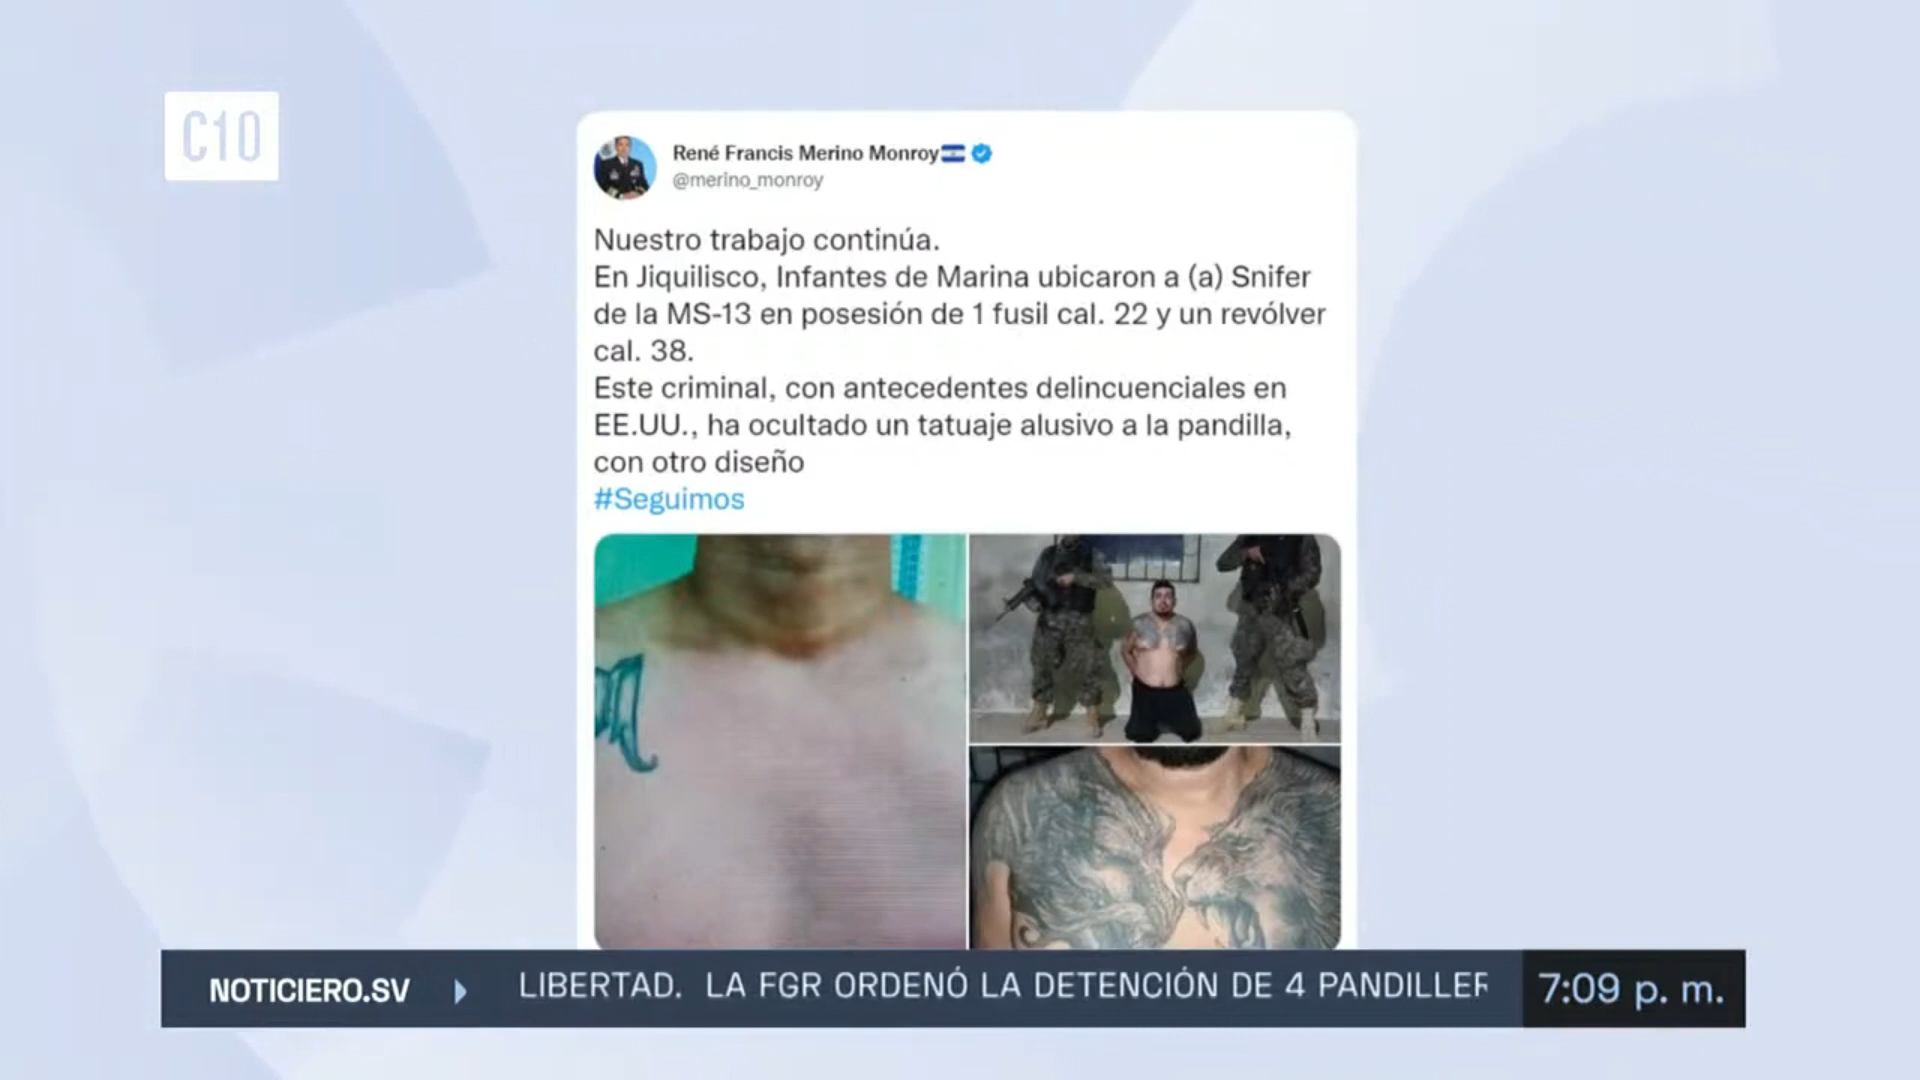 C10
René Francis Merino Monroy
@merino_monroy
Nuestro trabajo continúa.
En Jiquilisco, Infantes de Marina ubicaron a (a) Snifer
de la MS-13 en posesión de 1 fusil cal. 22 y un revólver
cal. 38.
Este criminal, con antecedentes delincuenciales en
EE.UU., ha ocultado un tatuaje alusivo a la pandilla,
con otro diseño
#Seguimos
NOTICIERO.SV
LIBERTAD. LA FGR ORDENÓ LA DETENCIÓN DE 4 PANDILLER
7:09 p. m.